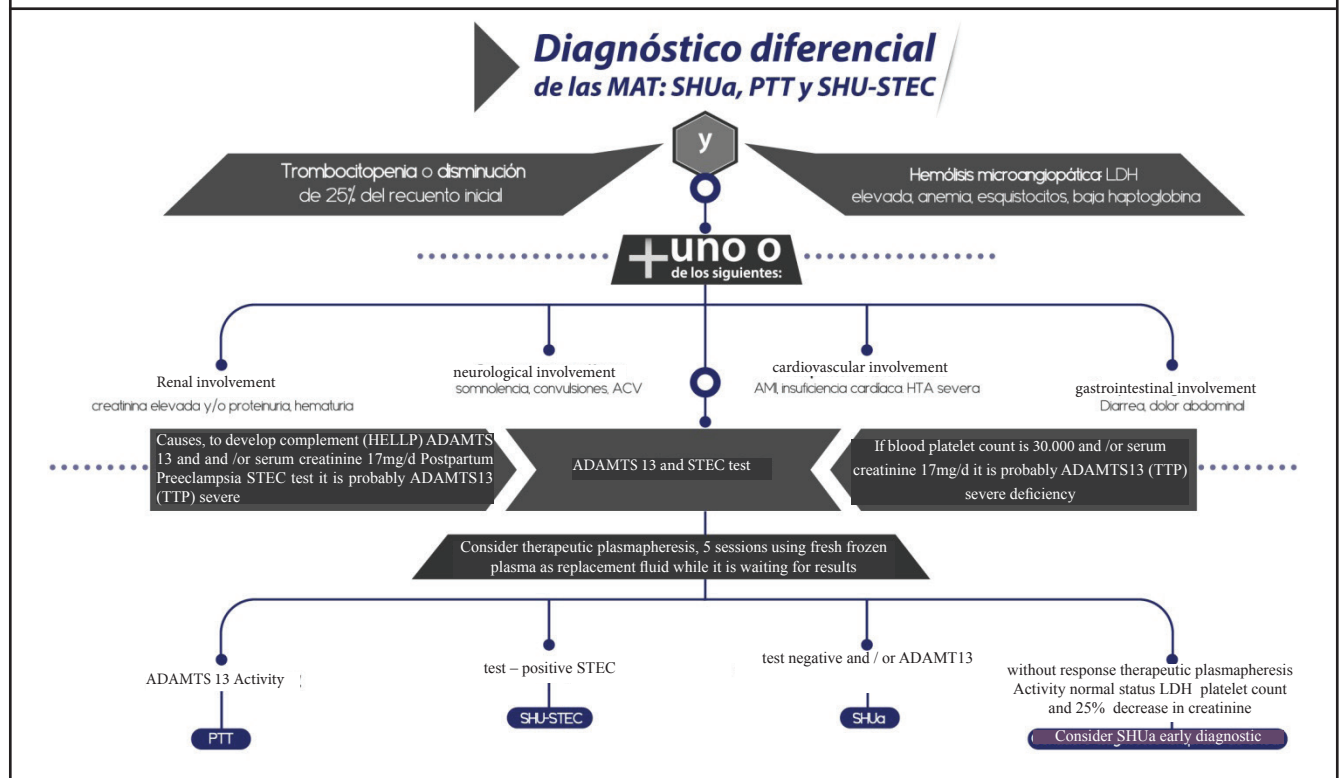 Diagnóstico diferencial
de las MAT: SHUa, PTT y SHU-STEC
y
Trombocitopenia o disminución
de 25% del recuento inicial
Hemólisis microangiopática: LDH
elevada, anemia, esquistocitos, baja haptoglobina
+uno o
de los siguientes:
Renal involvement
creatinina elevada y/o proteinuria, hematuria
neurological involvement
somnolencia, convulsiones, ACV
cardiovascular involvement
AMI, insuficiencia cardíaca HTA severa
gastrointestinal involvement
Diarrea, dolor abdominal
Causes, to develop complement (HELLP) ADAMTS
13 and and /or serum creatinine 17mg/d Postpartum
Preeclampsia STEC test it is probably ADAMTS13
(TTP) severe
ADAMTS 13 and STEC test
If blood platelet count is 30.000 and /or serum
creatinine 17mg/d it is probably ADAMTS13 (TTP)
severe deficiency
Consider therapeutic plasmapheresis, 5 sessions using fresh frozen
plasma as replacement fluid while it is waiting for results
ADAMTS 13 Activity
PTT
test – positive STEC
SHU-STEC
test negative and / or ADAMT13
SHUa
without response therapeutic plasmapheresis
Activity normal status LDH platelet count
and 25% decrease in creatinine
Consider SHUa early diagnostic